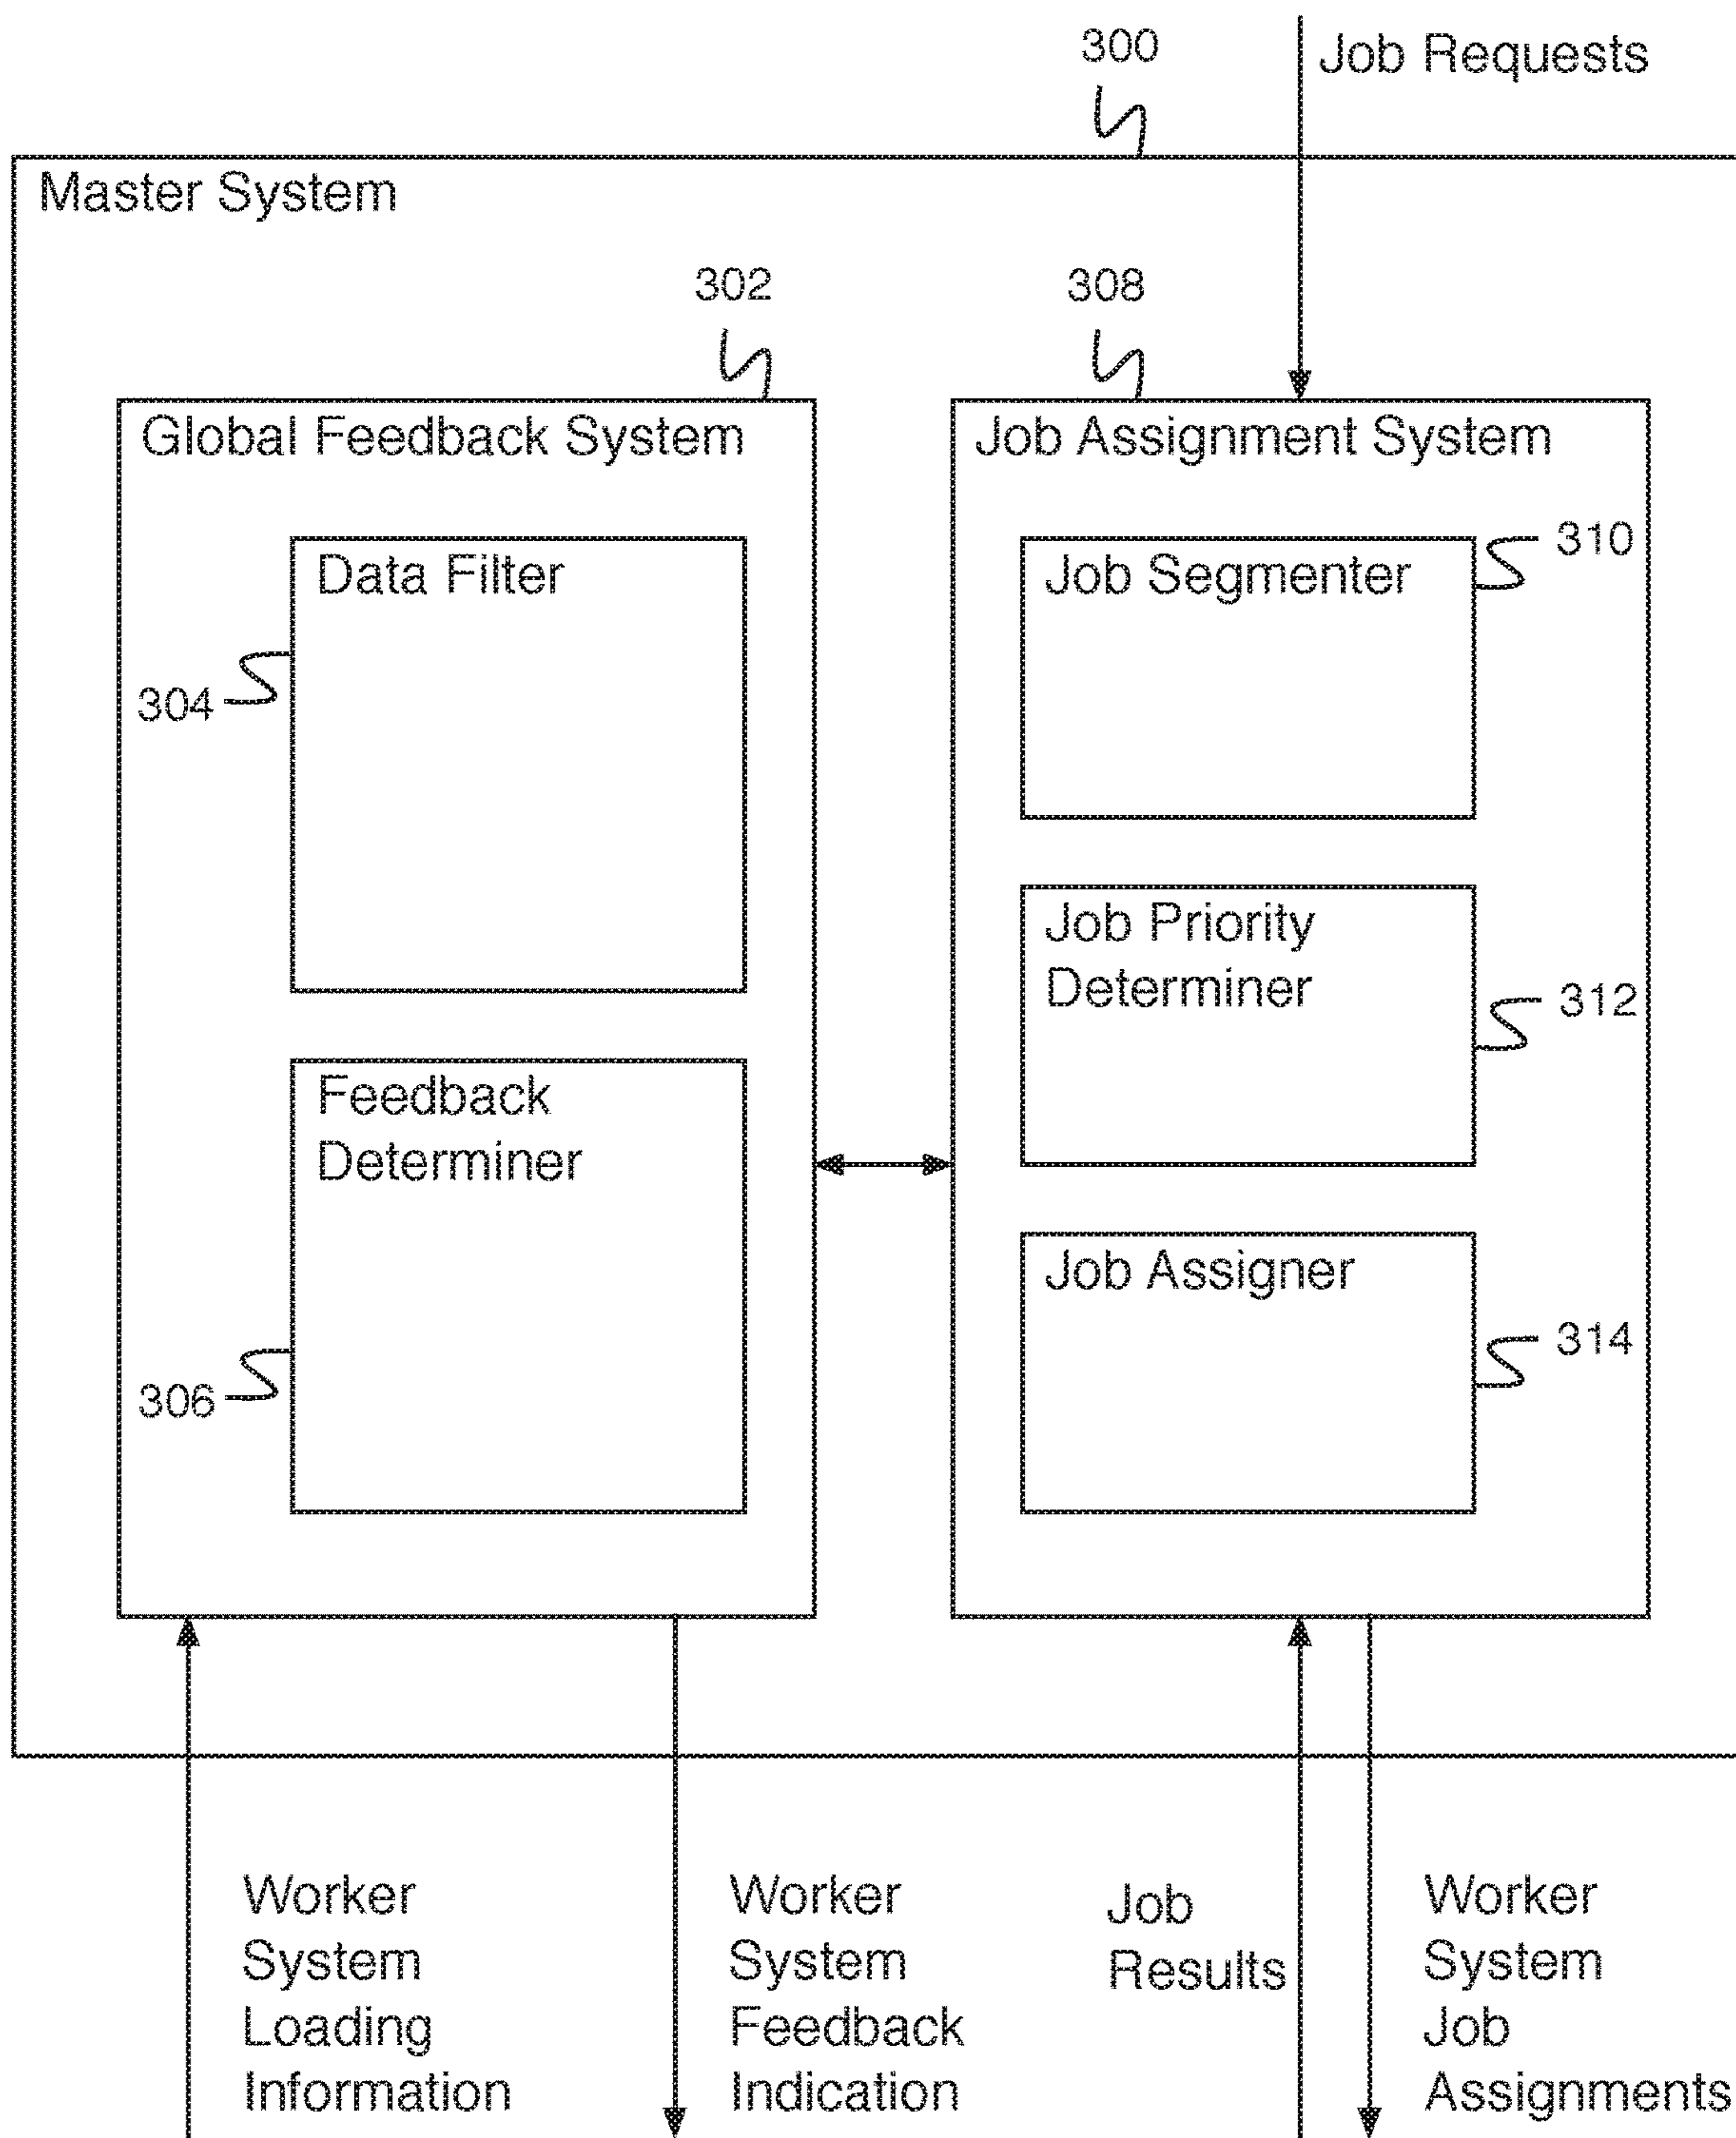 300
Job Requests
Master System
302
308
Global Feedback System
Job Assignment System
Data Filter
304
Job Segmenter
310
Job Priority
Determiner
312
Feedback
Determiner
306
Job Assigner
314
Worker
System
Loading
Information
Worker
System
Feedback
Indication
Job
Results
Worker
System
Job
Assignments